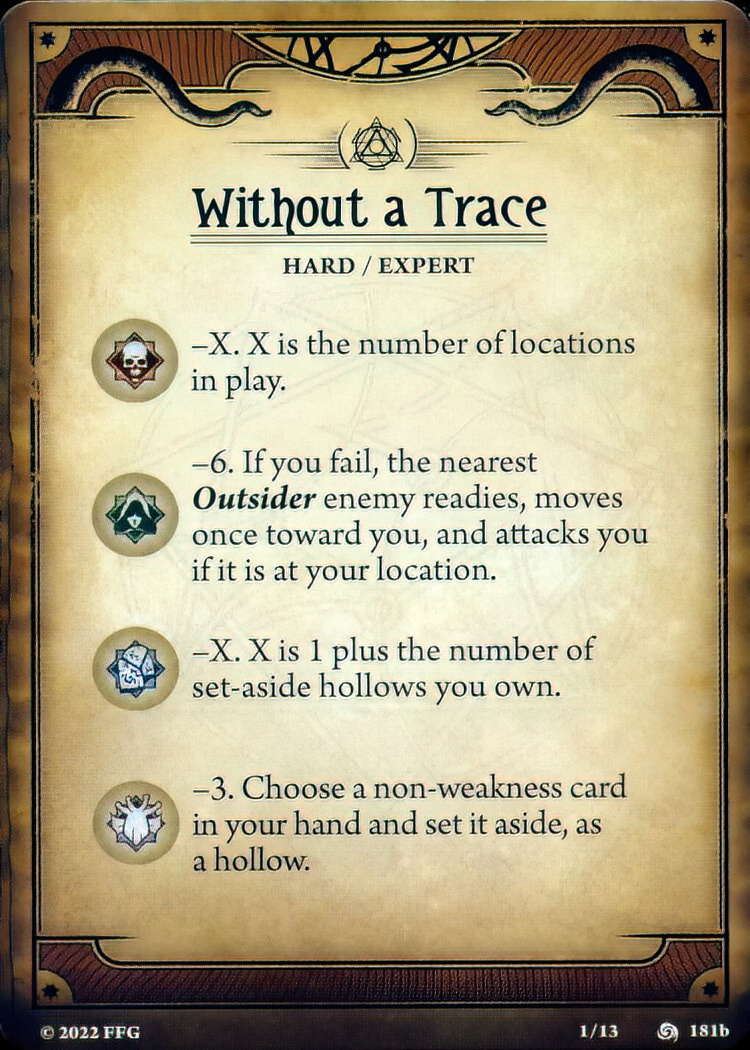 Without a Trace
HARD / EXPERT
–X. X is the number of locations
in play.
–6. If you fail, the nearest
Outsider enemy readies, moves
once toward you, and attacks you
if it is at your location.
–X. X is 1 plus the number of
set-aside hollows you own.
–3. Choose a non-weakness card
in your hand and set it aside, as
a hollow.
© 2022 FFG
1/13
181b